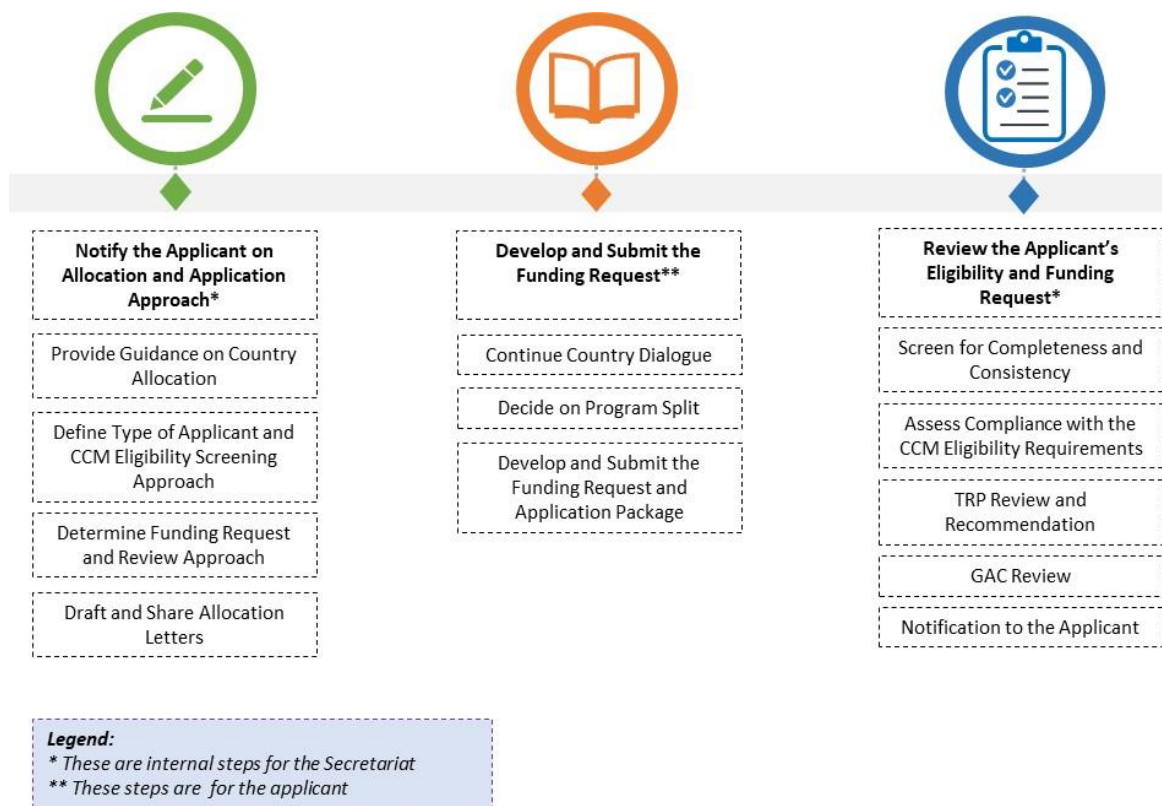 Notify the Applicant on
Allocation and Application
Approach*
Provide Guidance on Country
Allocation
Define Type of Applicant and
CCM Eligibility Screening
Approach
Determine Funding Request
and Review Approach
Draft and Share Allocation
Letters
Develop and Submit the
Funding Request**
Continue Country Dialogue
Decide on Program Split
Develop and Submit the
Funding Request and
Application Package
Review the Applicant’s
Eligibility and Funding
Request*
Screen for Completeness and
Consistency
Assess Compliance with the
CCM Eligibility Requirements
TRP Review and
Recommendation
GAC Review
Notification to the Applicant
Legend:
* These are internal steps for the Secretariat
** These steps are for the applicant